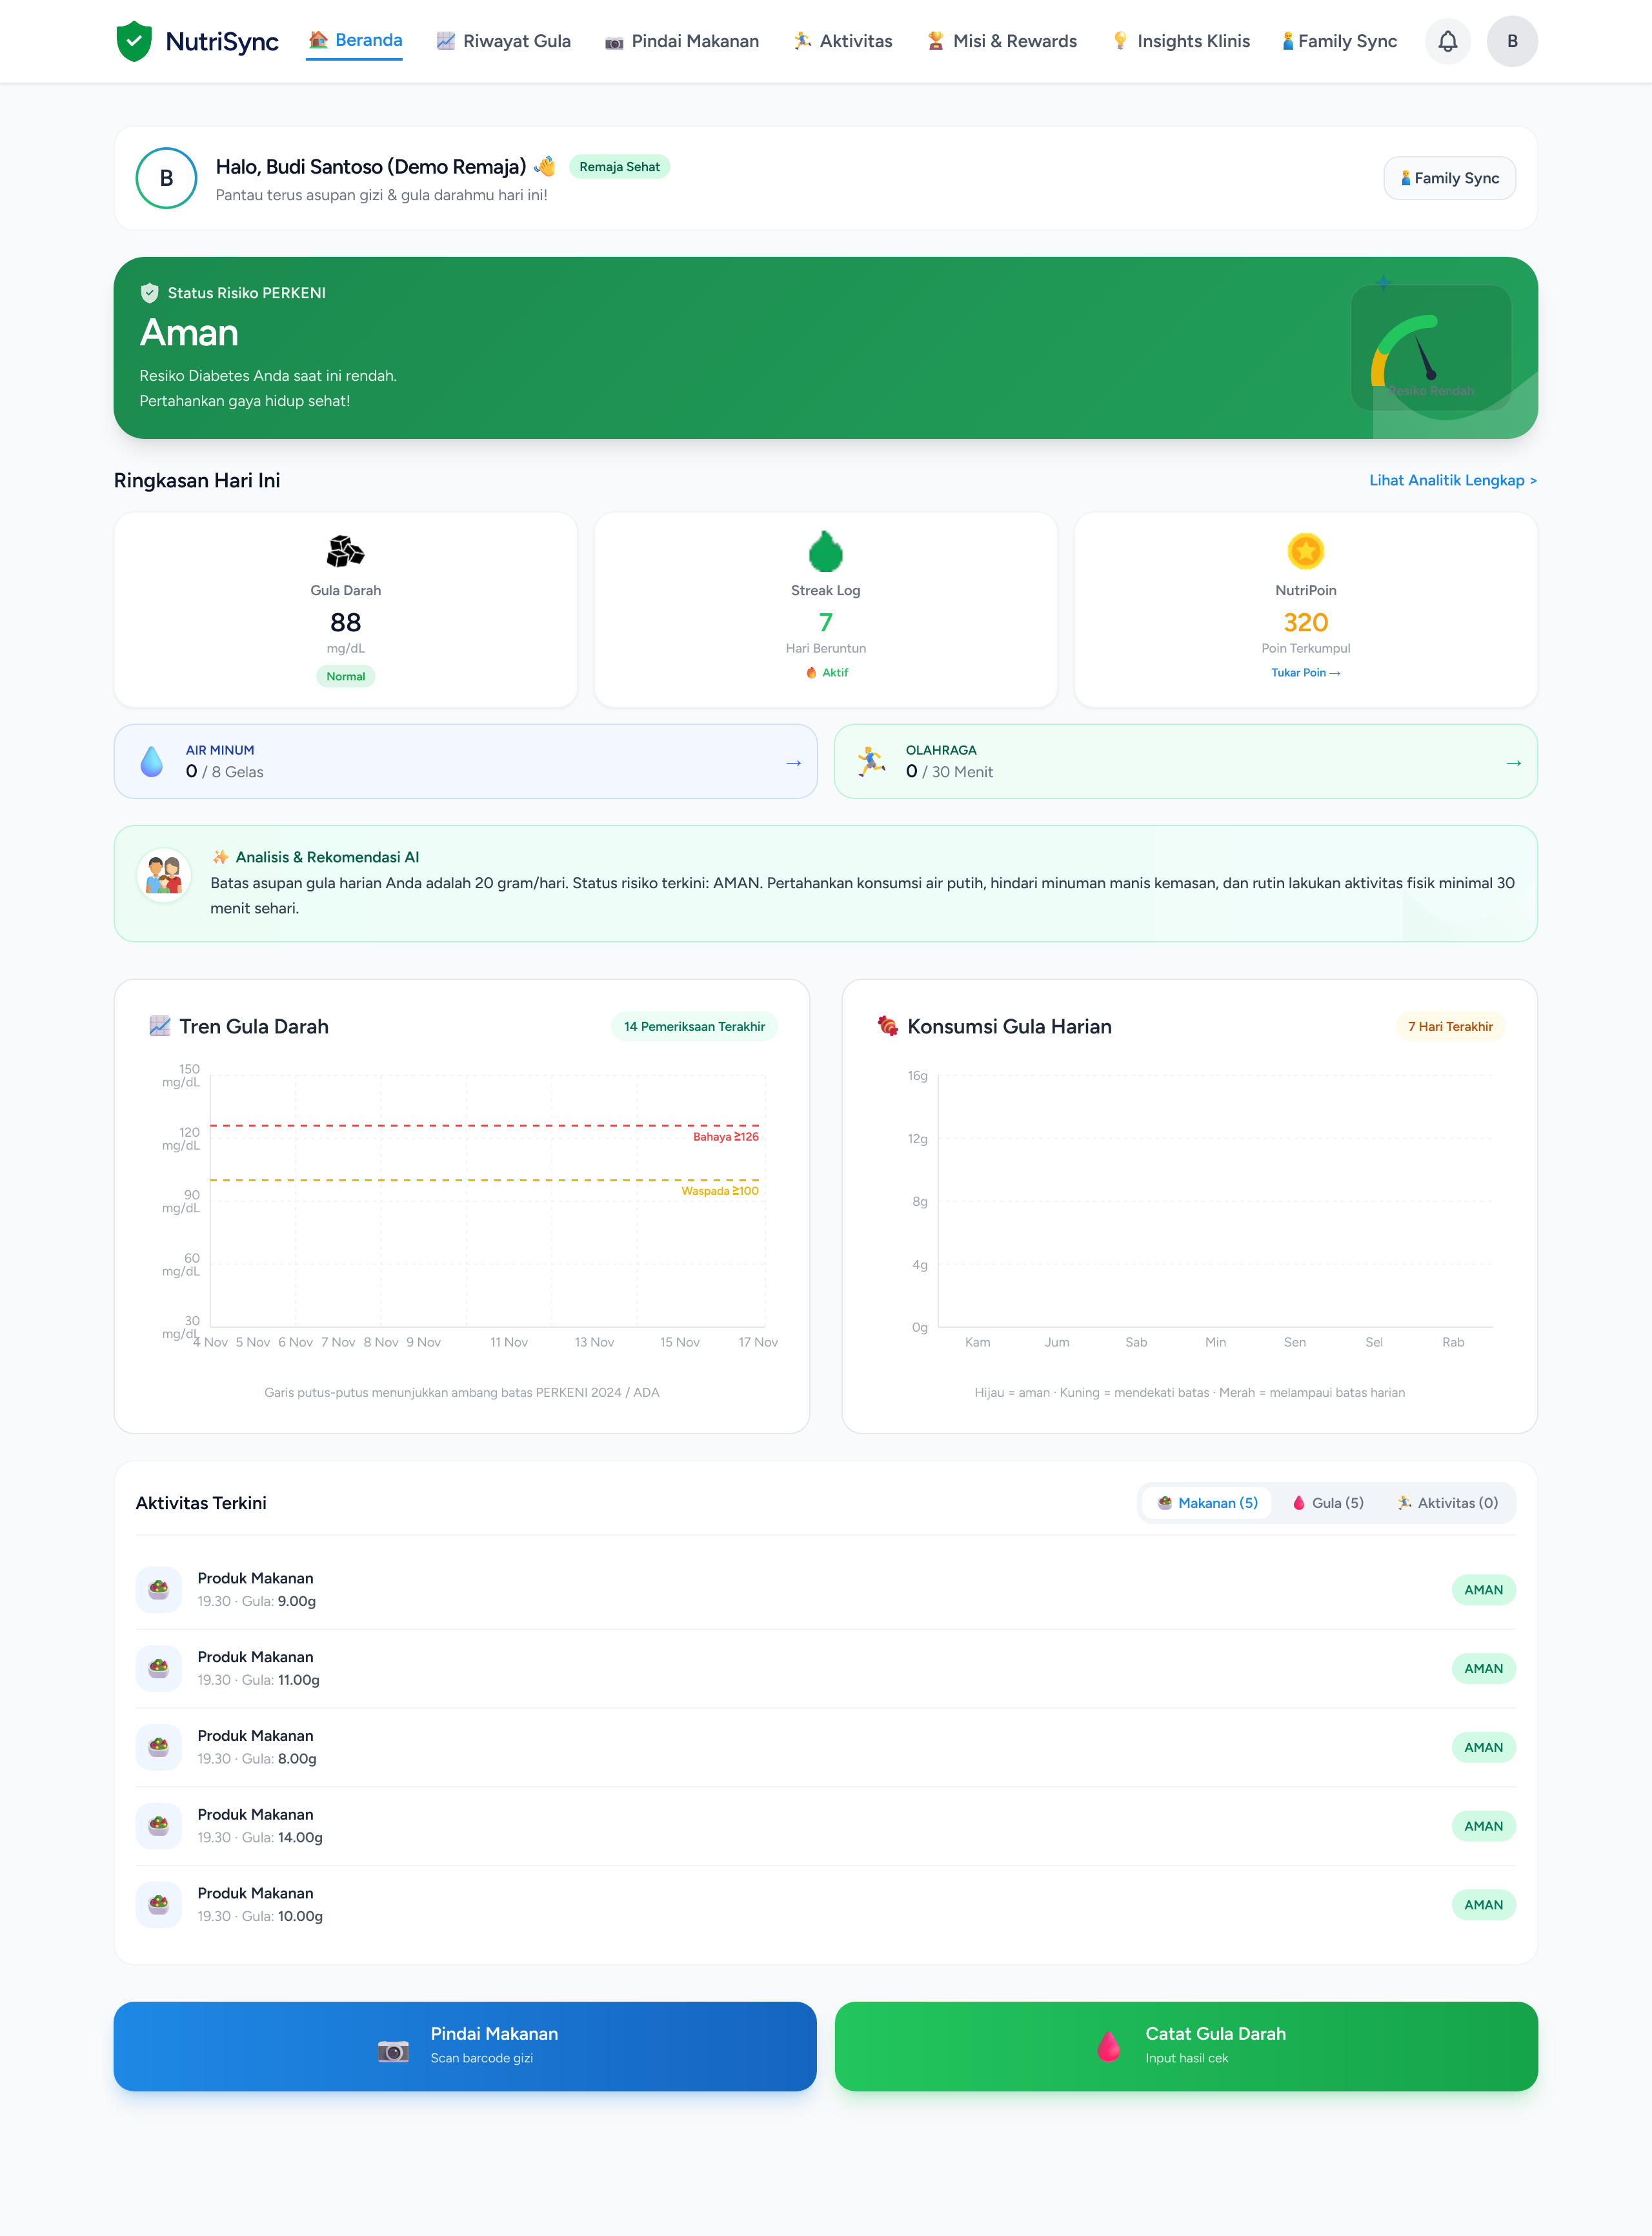 NutriSync
Beranda
Riwayat Gula
Pindai Makanan
Aktivitas
Misi & Rewards
Insights Klinis
Family Sync
B
B
Halo, Budi Santoso (Demo Remaja)
Remaja Sehat
Pantau terus asupan gizi & gula darahmu hari ini!
Family Sync
Status Risiko PERKENI
Aman
Resiko Diabetes Anda saat ini rendah.
Pertahankan gaya hidup sehat!
Resiko Rendah
Ringkasan Hari Ini
Lihat Analitik Lengkap >
Gula Darah
88
mg/dL
Normal
Streak Log
7
Hari Beruntun
Aktif
NutriPoin
320
Poin Terkumpul
Tukar Poin →
AIR MINUM
0 / 8 Gelas
→
OLAHRAGA
0 / 30 Menit
→
Analisis & Rekomendasi AI
Batas asupan gula harian Anda adalah 20 gram/hari. Status risiko terkini: AMAN. Pertahankan konsumsi air putih, hindari minuman manis kemasan, dan rutin lakukan aktivitas fisik minimal 30
menit sehari.
Tren Gula Darah
14 Pemeriksaan Terakhir
150
mg/dL
120
mg/dL
90
mg/dL
60
mg/dL
30
mg/dL
Bahaya ≥126
Waspada ≥100
4 Nov 5 Nov 6 Nov 7 Nov 8 Nov 9 Nov 11 Nov 13 Nov 15 Nov 17 Nov
Garis putus-putus menunjukkan ambang batas PERKENI 2024 / ADA
Konsumsi Gula Harian
7 Hari Terakhir
16g
12g
8g
4g
0g
Kam Jum Sab Min Sen Sel Rab
Hijau = aman · Kuning = mendekati batas · Merah = melampaui batas harian
Aktivitas Terkini
Makanan (5)
Gula (5)
Aktivitas (0)
Produk Makanan
19.30 · Gula: 9.00g
AMAN
Produk Makanan
19.30 · Gula: 11.00g
AMAN
Produk Makanan
19.30 · Gula: 8.00g
AMAN
Produk Makanan
19.30 · Gula: 14.00g
AMAN
Produk Makanan
19.30 · Gula: 10.00g
AMAN
Pindai Makanan
Scan barcode gizi
Catat Gula Darah
Input hasil cek